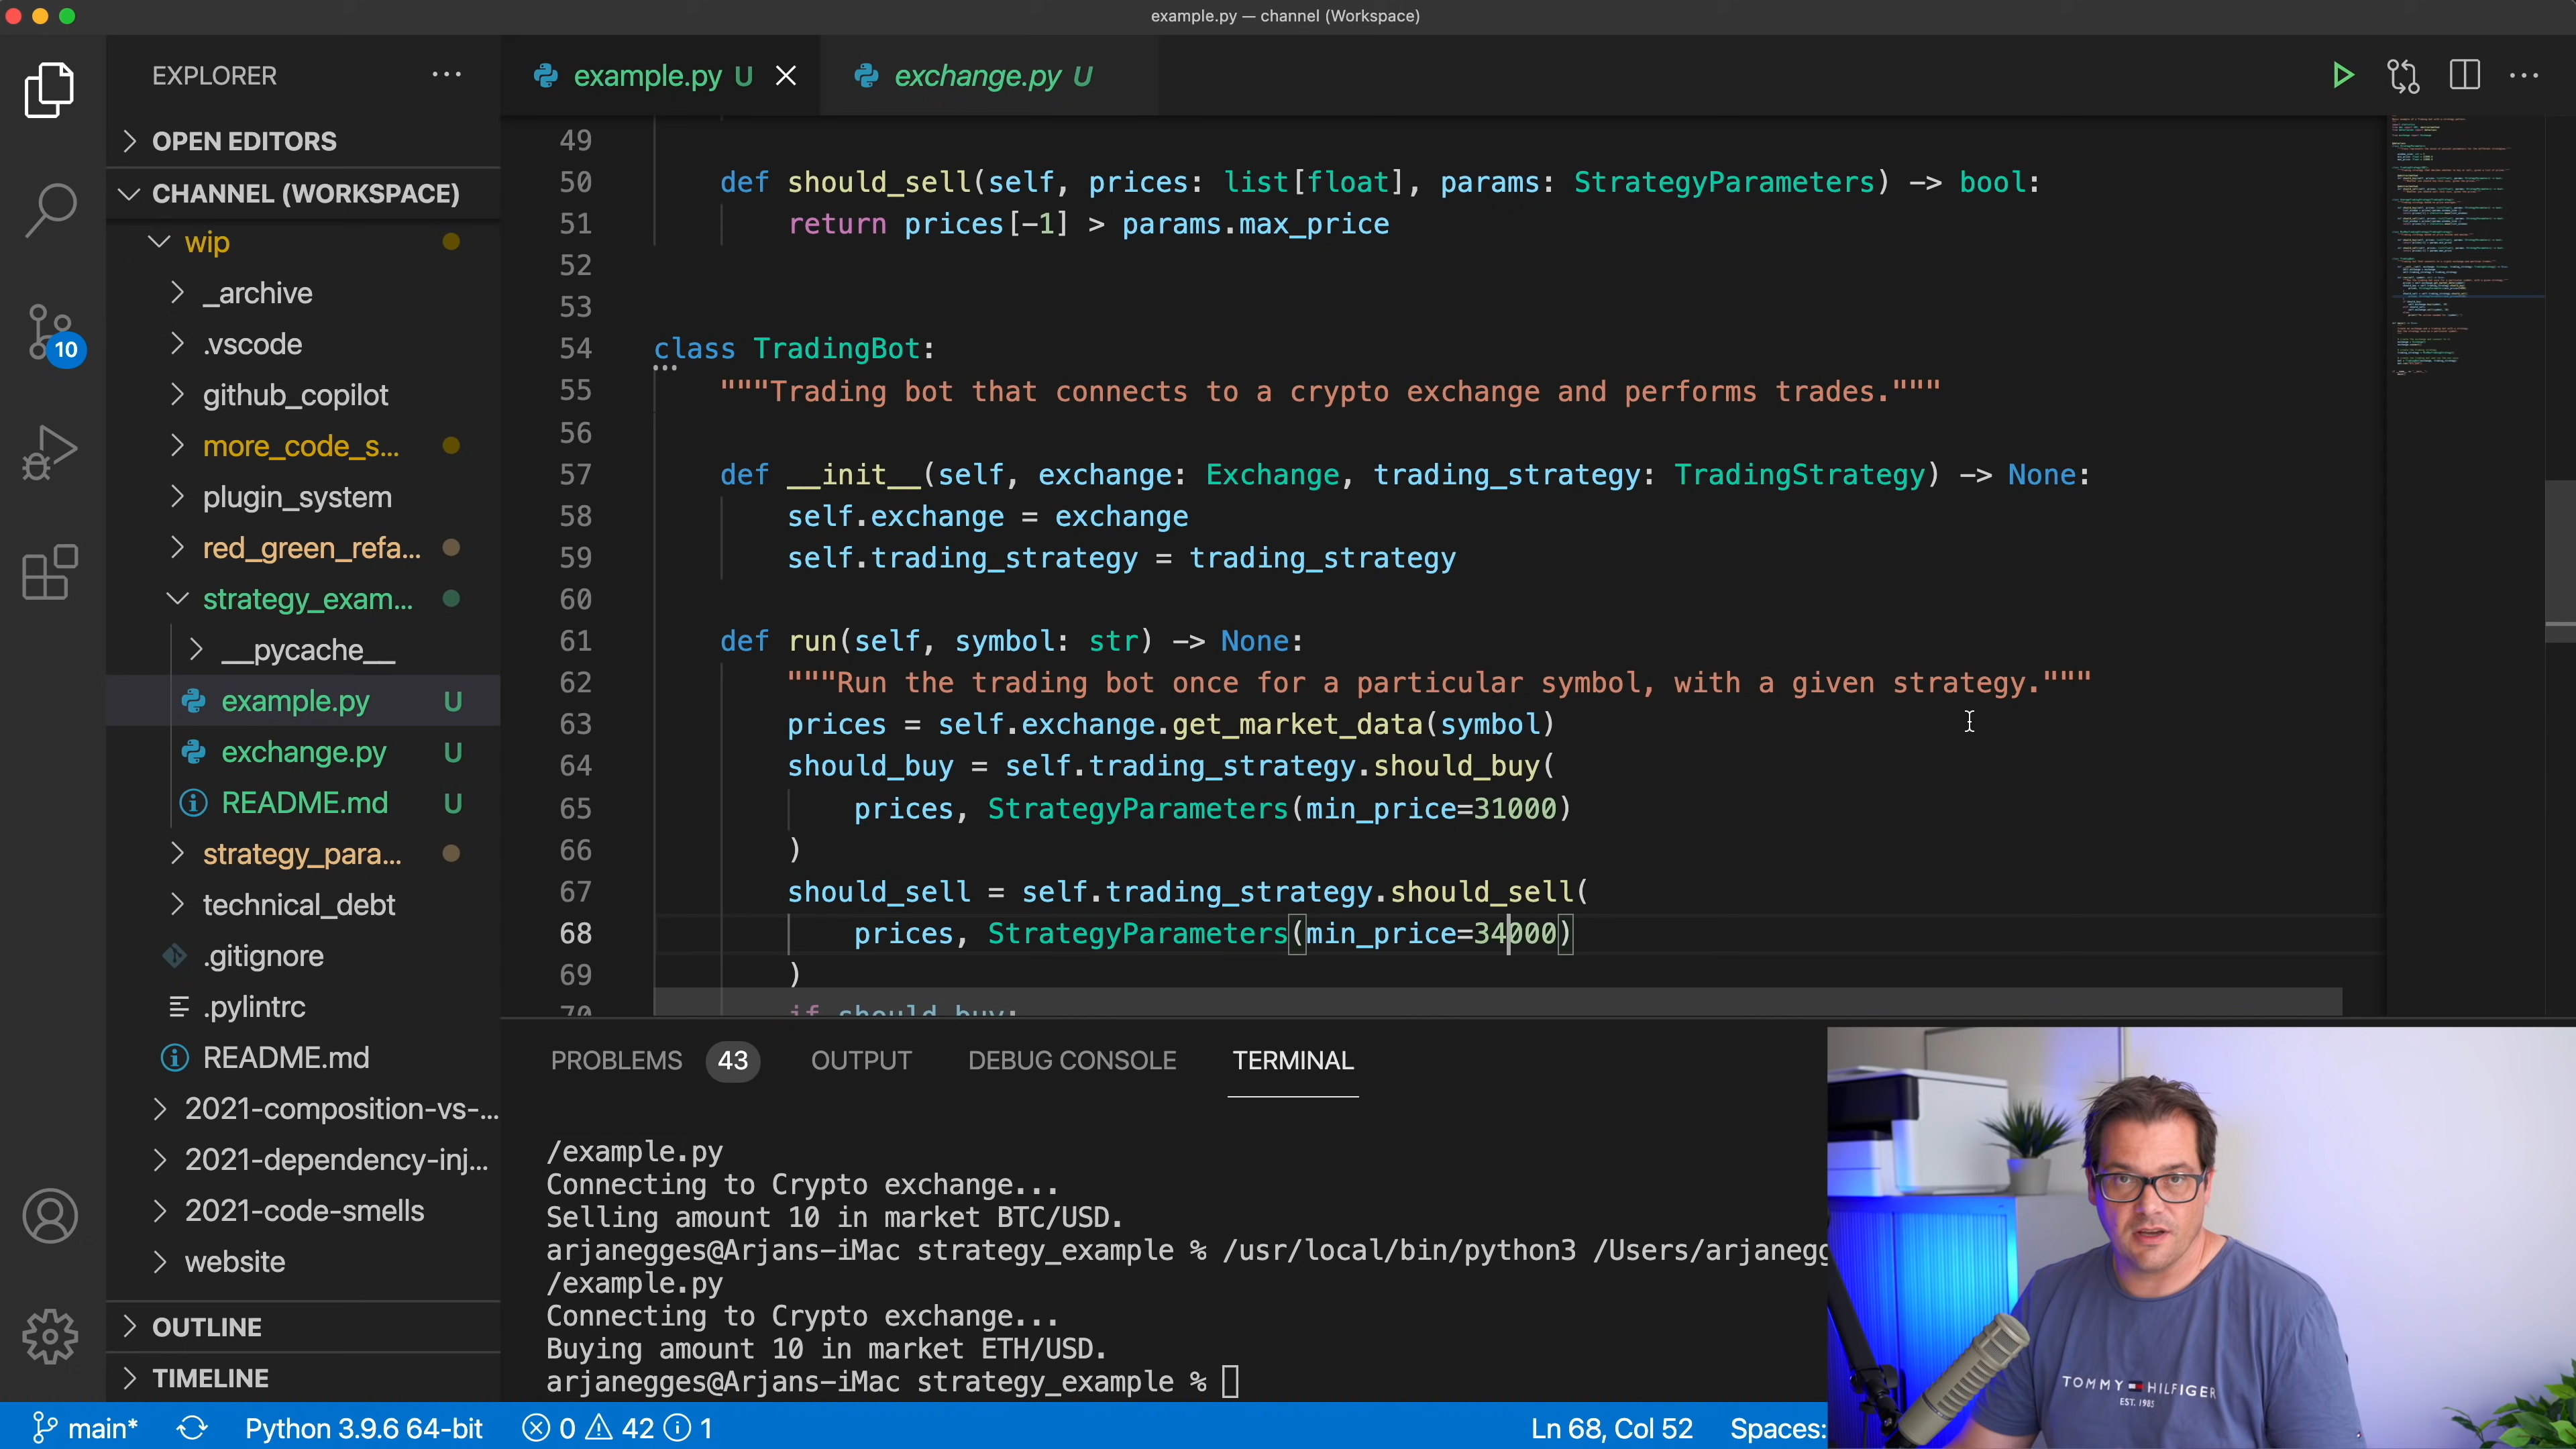 example.py — channel (Workspace)
EXPLORER
example.py U
exchange.py U
OPEN EDITORS
CHANNEL (WORKSPACE)
wip
_archive
.vscode
github_copilot
more_code_s...
plugin_system
red_green_refa...
strategy_exam...
__pycache__
example.py U
exchange.py U
README.md U
strategy_para...
technical_debt
.gitignore
.pylintrc
README.md
2021-composition-vs-...
2021-dependency-inj...
2021-code-smells
website
OUTLINE
TIMELINE
10
49
50 def should_sell(self, prices: list[float], params: StrategyParameters) -> bool:
51 return prices[-1] > params.max_price
52
53
54 class TradingBot:
55 """Trading bot that connects to a crypto exchange and performs trades."""
56
57 def __init__(self, exchange: Exchange, trading_strategy: TradingStrategy) -> None:
58 self.exchange = exchange
59 self.trading_strategy = trading_strategy
60
61 def run(self, symbol: str) -> None:
62 """Run the trading bot once for a particular symbol, with a given strategy."""
63 prices = self.exchange.get_market_data(symbol)
64 should_buy = self.trading_strategy.should_buy(
65 prices, StrategyParameters(min_price=31000)
66 )
67 should_sell = self.trading_strategy.should_sell(
68 prices, StrategyParameters(min_price=34000)
69 )
70 if should_buy:
PROBLEMS 43 OUTPUT DEBUG CONSOLE TERMINAL
/example.py
Connecting to Crypto exchange...
Selling amount 10 in market BTC/USD.
arjanegges@Arjans-iMac strategy_example % /usr/local/bin/python3 /Users/arjanegg
/example.py
Connecting to Crypto exchange...
Buying amount 10 in market ETH/USD.
arjanegges@Arjans-iMac strategy_example %
TOMMY HILFIGER
EST. 1985
main* Python 3.9.6 64-bit 0 42 1 Ln 68, Col 52 Spaces: